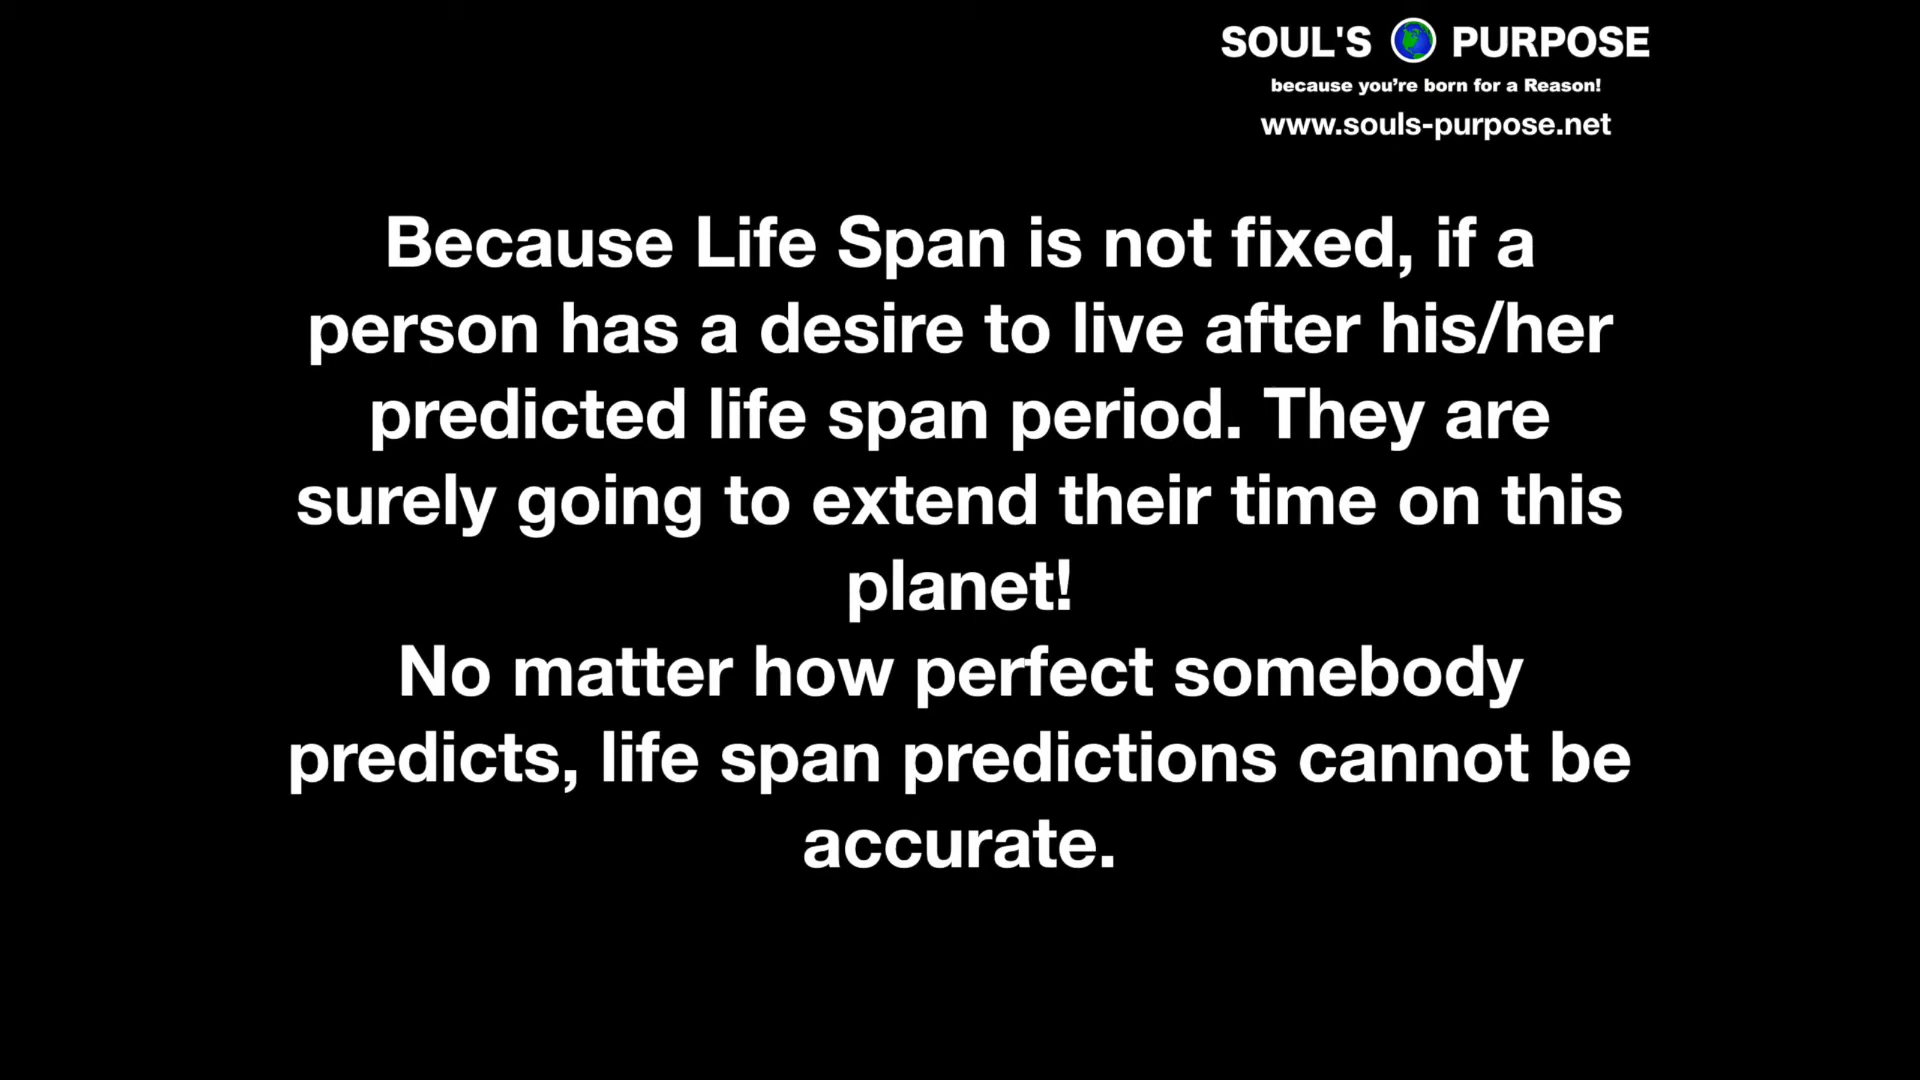 SOUL'S PURPOSE
because you’re born for a Reason!
www.souls-purpose.net
Because Life Span is not fixed, if a
person has a desire to live after his/her
predicted life span period. They are
surely going to extend their time on this
planet!
No matter how perfect somebody
predicts, life span predictions cannot be
accurate.